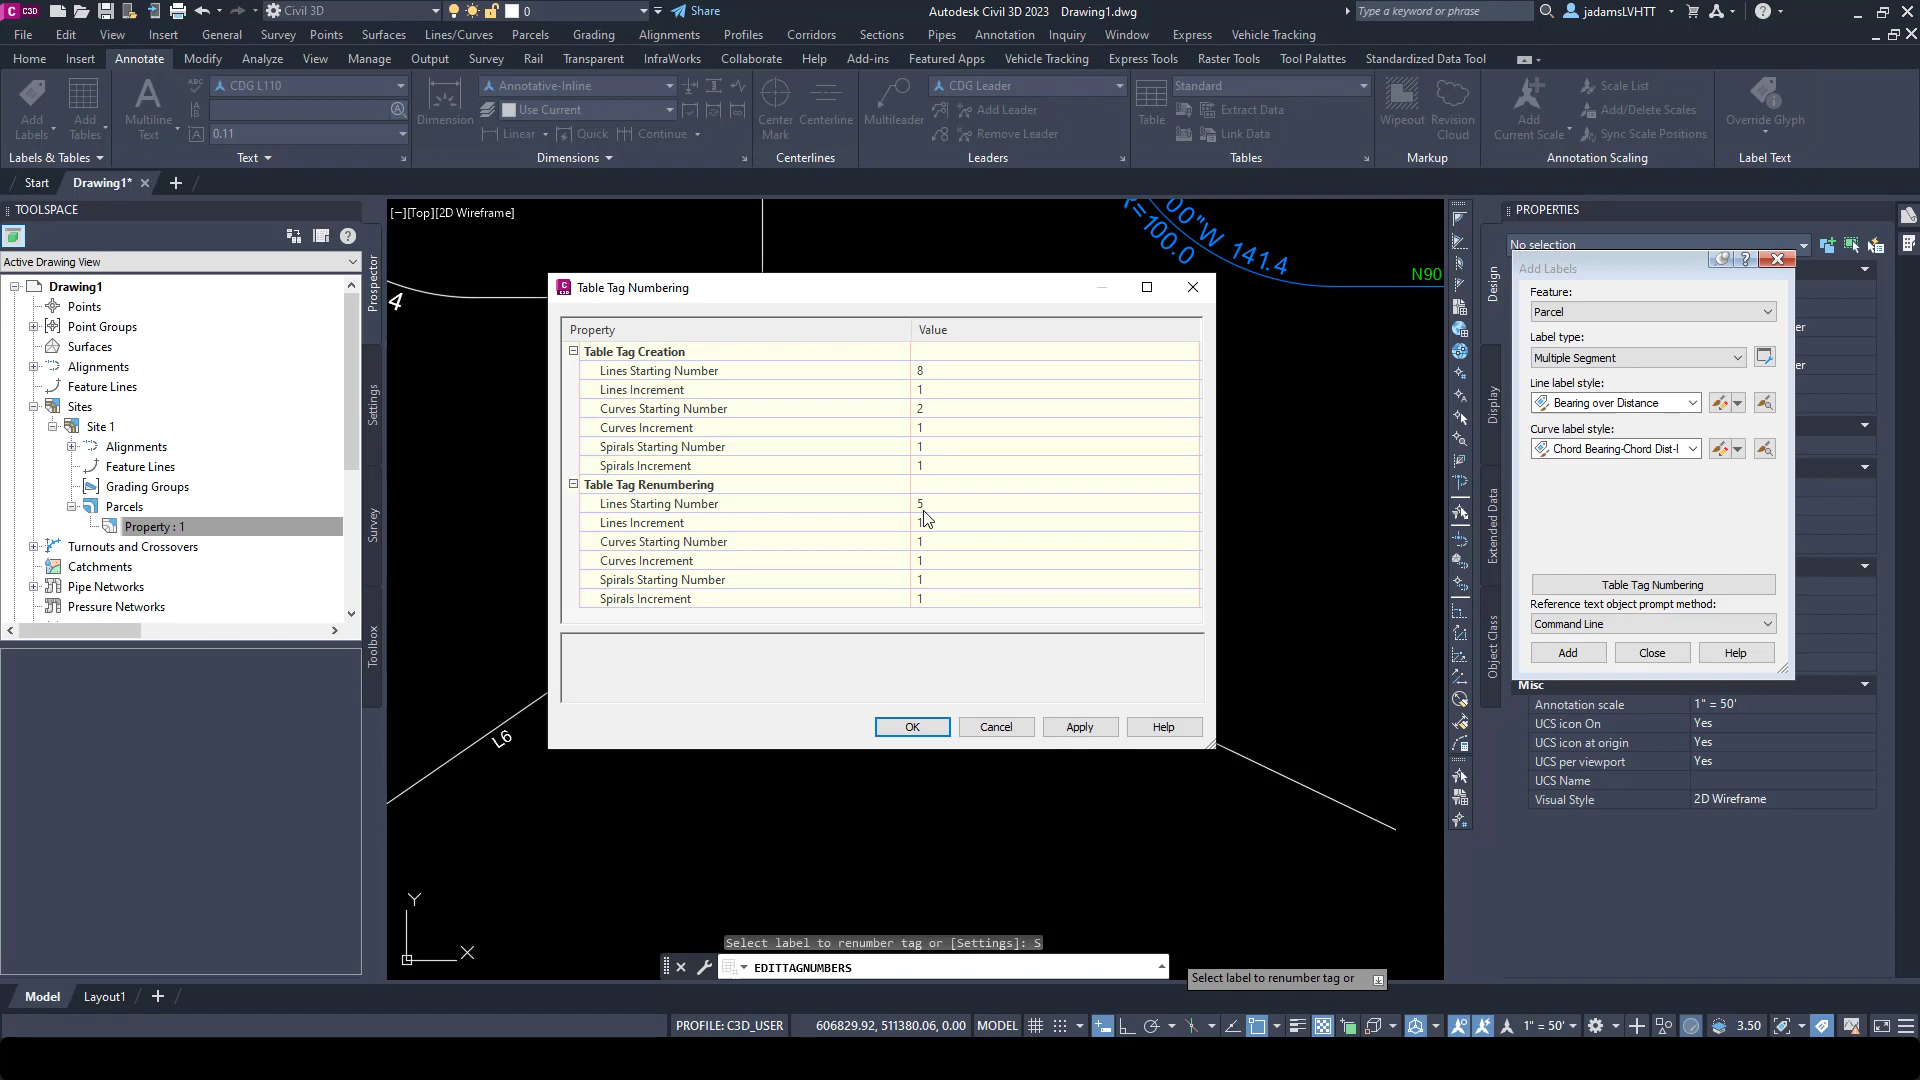 C3D Civil 3D 0 Share Autodesk Civil 3D 2023 Drawing1.dwg Type a keyword or phrase jadamsLVHTT
File Edit View Insert General Survey Points Surfaces Lines/Curves Parcels Grading Alignments Profiles Corridors Sections Pipes Annotation Inquiry Window Express Vehicle Tracking
Home Insert Annotate Modify Analyze View Manage Output Survey Rail Transparent InfraWorks Collaborate Help Add-ins Featured Apps Vehicle Tracking Express Tools Raster Tools Tool Palettes Standardized Data Tool
Add Labels
Add Tables
Labels & Tables
Multiline Text
CDG L110
0.11
Text
Dimension
Annotative-Inline
Use Current
Linear Quick Continue
Dimensions
Center Mark
Centerline
Centerlines
Multileader
CDG Leader
Add Leader
Remove Leader
Leaders
Table
Standard
Extract Data
Link Data
Tables
Wipeout
Revision Cloud
Markup
Add Current Scale
Scale List
Add/Delete Scales
Sync Scale Positions
Annotation Scaling
Override Glyph
Label Text
Start Drawing1*
TOOLSPACE
Active Drawing View
Drawing1
Points
Point Groups
Surfaces
Alignments
Feature Lines
Sites
Site 1
Alignments
Feature Lines
Grading Groups
Parcels
Property : 1
Turnouts and Crossovers
Catchments
Pipe Networks
Pressure Networks
Prospector
Settings
Survey
Toolbox
[−][Top][2D Wireframe]
4
L6
00"W 141.4
R=100.0
N90
Y
X
Table Tag Numbering
Property Value
Table Tag Creation
Lines Starting Number 8
Lines Increment 1
Curves Starting Number 2
Curves Increment 1
Spirals Starting Number 1
Spirals Increment 1
Table Tag Renumbering
Lines Starting Number 5
Lines Increment 1
Curves Starting Number 1
Curves Increment 1
Spirals Starting Number 1
Spirals Increment 1
OK Cancel Apply Help
Select label to renumber tag or [Settings]: S
EDITTAGNUMBERS
Select label to renumber tag or
PROPERTIES
No selection
Design
Display
Extended Data
Object Class
Add Labels
Feature:
Parcel
Label type:
Multiple Segment
Line label style:
Bearing over Distance
Curve label style:
Chord Bearing-Chord Dist-I
Table Tag Numbering
Reference text object prompt method:
Command Line
Add Close Help
Misc
Annotation scale 1" = 50'
UCS icon On Yes
UCS icon at origin Yes
UCS per viewport Yes
UCS Name
Visual Style 2D Wireframe
Model Layout1
PROFILE: C3D_USER 606829.92, 511380.06, 0.00 MODEL 1" = 50' 3.50